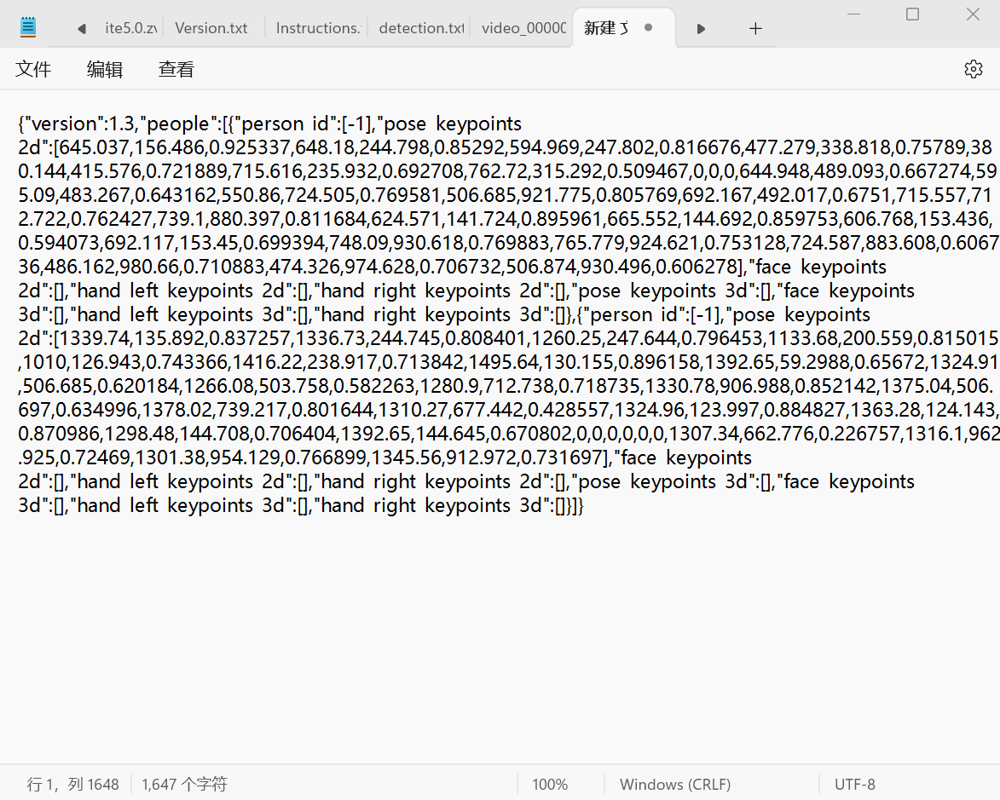 ite5.0.zv
Version.txt
Instructions.
detection.txt
video_0000C
新建 文
文件
编辑
查看
{"version":1.3,"people":[{"person id":[-1],"pose keypoints
2d":[645.037,156.486,0.925337,648.18,244.798,0.85292,594.969,247.802,0.816676,477.279,338.818,0.75789,38
0.144,415.576,0.721889,715.616,235.932,0.692708,762.72,315.292,0.509467,0,0,0,644.948,489.093,0.667274,59
5.09,483.267,0.643162,550.86,724.505,0.769581,506.685,921.775,0.805769,692.167,492.017,0.6751,715.557,71
2.722,0.762427,739.1,880.397,0.811684,624.571,141.724,0.895961,665.552,144.692,0.859753,606.768,153.436,
0.594073,692.117,153.45,0.699394,748.09,930.618,0.769883,765.779,924.621,0.753128,724.587,883.608,0.6067
36,486.162,980.66,0.710883,474.326,974.628,0.706732,506.874,930.496,0.606278],"face keypoints
2d":[],"hand left keypoints 2d":[],"hand right keypoints 2d":[],"pose keypoints 3d":[],"face keypoints
3d":[],"hand left keypoints 3d":[],"hand right keypoints 3d":[]},{"person id":[-1],"pose keypoints
2d":[1339.74,135.892,0.837257,1336.73,244.745,0.808401,1260.25,247.644,0.796453,1133.68,200.559,0.815015
,1010,126.943,0.743366,1416.22,238.917,0.713842,1495.64,130.155,0.896158,1392.65,59.2988,0.65672,1324.91
,506.685,0.620184,1266.08,503.758,0.582263,1280.9,712.738,0.718735,1330.78,906.988,0.852142,1375.04,506.
697,0.634996,1378.02,739.217,0.801644,1310.27,677.442,0.428557,1324.96,123.997,0.884827,1363.28,124.143,
0.870986,1298.48,144.708,0.706404,1392.65,144.645,0.670802,0,0,0,0,0,0,1307.34,662.776,0.226757,1316.1,962
.925,0.72469,1301.38,954.129,0.766899,1345.56,912.972,0.731697],"face keypoints
2d":[],"hand left keypoints 2d":[],"hand right keypoints 2d":[],"pose keypoints 3d":[],"face keypoints
3d":[],"hand left keypoints 3d":[],"hand right keypoints 3d":[]}]}
行 1，列 1648
1,647 个字符
100%
Windows (CRLF)
UTF-8